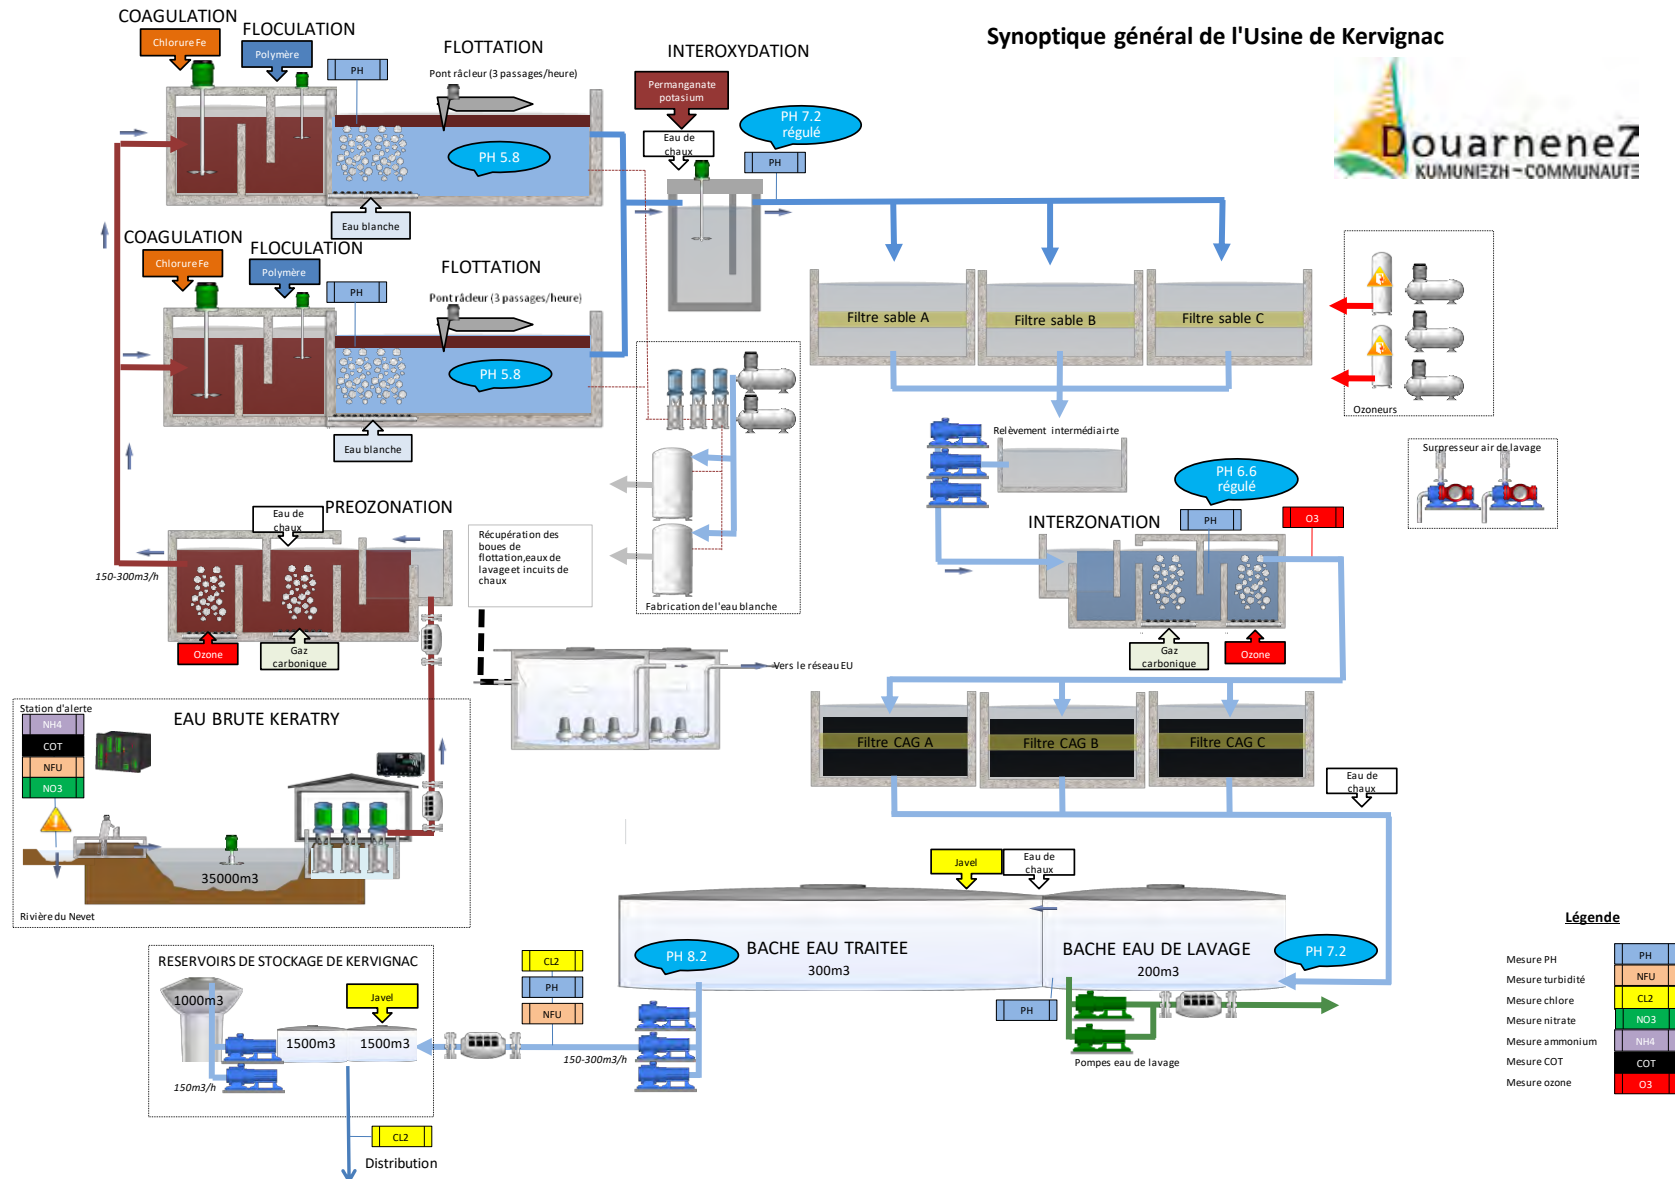 Synoptique général de l'Usine de Kervignac
DouarneneZ
KUMUNIEZH - COMMUNAUTE
COAGULATION
Chlorure Fe
FLOCULATION
Polymère
PH
FLOTTATION
Pont râcleur (3 passages/heure)
PH 5.8
Eau blanche
INTEROXYDATION
Permanganate
potasium
Eau de
chaux
PH 7.2
régulé
PH
COAGULATION
Chlorure Fe
FLOCULATION
Polymère
PH
FLOTTATION
Pont râcleur (3 passages/heure)
PH 5.8
Eau blanche
Filtre sable A
Filtre sable B
Filtre sable C
Ozoneurs
Relèvement intermédiairte
Surpresseur air de lavage
PREOZONATION
Eau de
chaux
150-300m3/h
Ozone
Gaz
carbonique
Récupération des
boues de
flottation,eaux de
lavage et incuits de
chaux
Fabrication de l'eau blanche
PH 6.6
régulé
INTERZONATION
PH
O3
Gaz
carbonique
Ozone
Vers le réseau EU
Station d'alerte
NH4
COT
NFU
NO3
EAU BRUTE KERATRY
35000m3
Rivière du Nevet
Filtre CAG A
Filtre CAG B
Filtre CAG C
Eau de
chaux
Javel
Eau de
chaux
BACHE EAU TRAITEE
300m3
PH 8.2
BACHE EAU DE LAVAGE
200m3
PH 7.2
PH
Pompes eau de lavage
RESERVOIRS DE STOCKAGE DE KERVIGNAC
1000m3
Javel
1500m3
1500m3
150m3/h
CL2
PH
NFU
150-300m3/h
CL2
Distribution
Légende
Mesure PH
PH
Mesure turbidité
NFU
Mesure chlore
CL2
Mesure nitrate
NO3
Mesure ammonium
NH4
Mesure COT
COT
Mesure ozone
O3